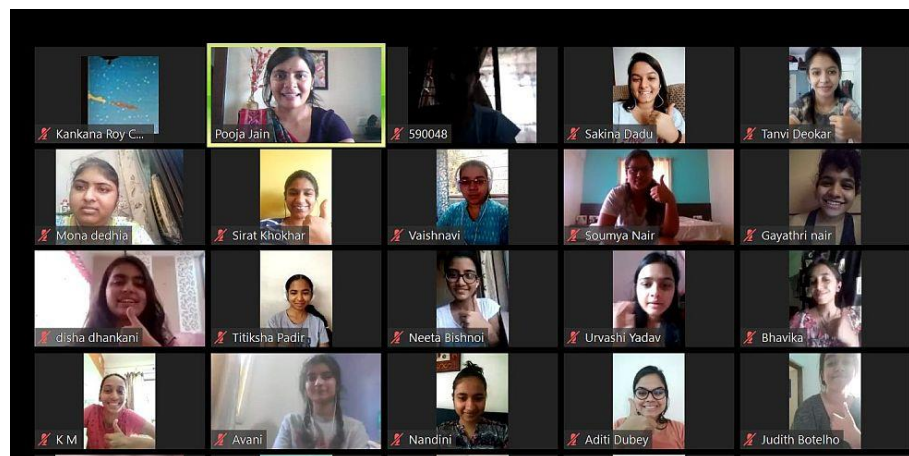 Kankana Roy C...
Pooja Jain
590048
Sakina Dadu
Tanvi Deokar
Mona dedhia
Sirat Khokhar
Vaishnavi
Soumya Nair
Gayathri nair
disha dhankani
Titiksha Padir
Neeta Bishnoi
Urvashi Yadav
Bhavika
K M
Avani
Nandini
Aditi Dubey
Judith Botelho